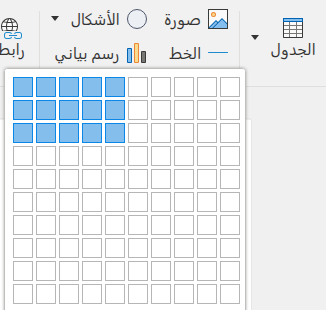 الجدول
صورة
الأشكال
الخط
رسم بياني
رابط